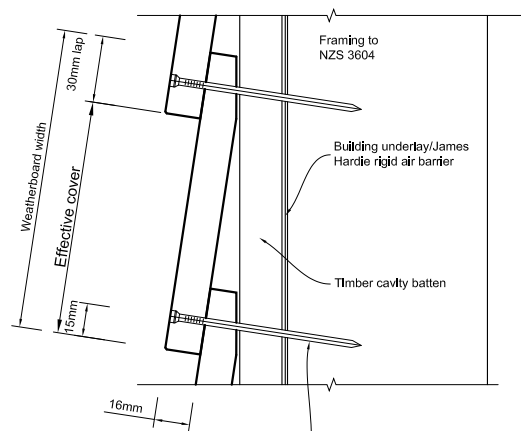 Framing to
NZS 3604
30mm lap
Weatherboard width
Effective cover
Building underlay/James
Hardie rigid air barrier
Timber cavity batten
15mm
16mm